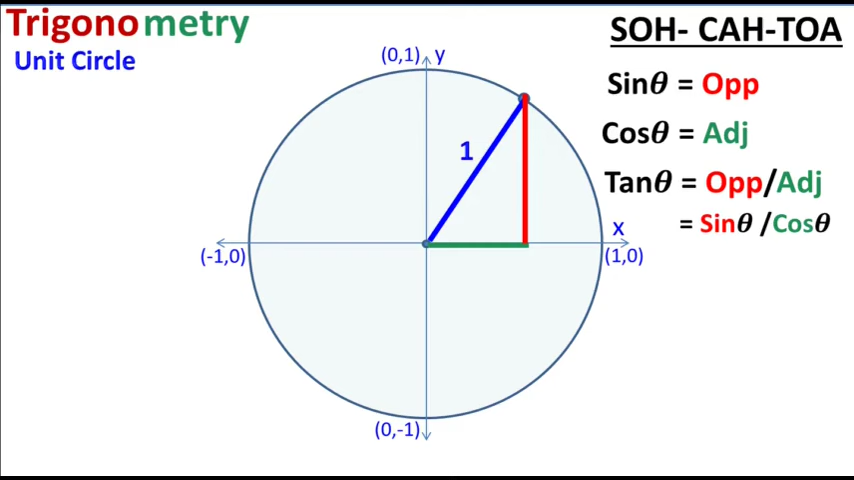 Trigonometry
Unit Circle
SOH- CAH-TOA
Sinθ = Opp
Cosθ = Adj
Tanθ = Opp/Adj
= Sinθ /Cosθ
(0,1)
y
1
x
(-1,0)
(1,0)
(0,-1)